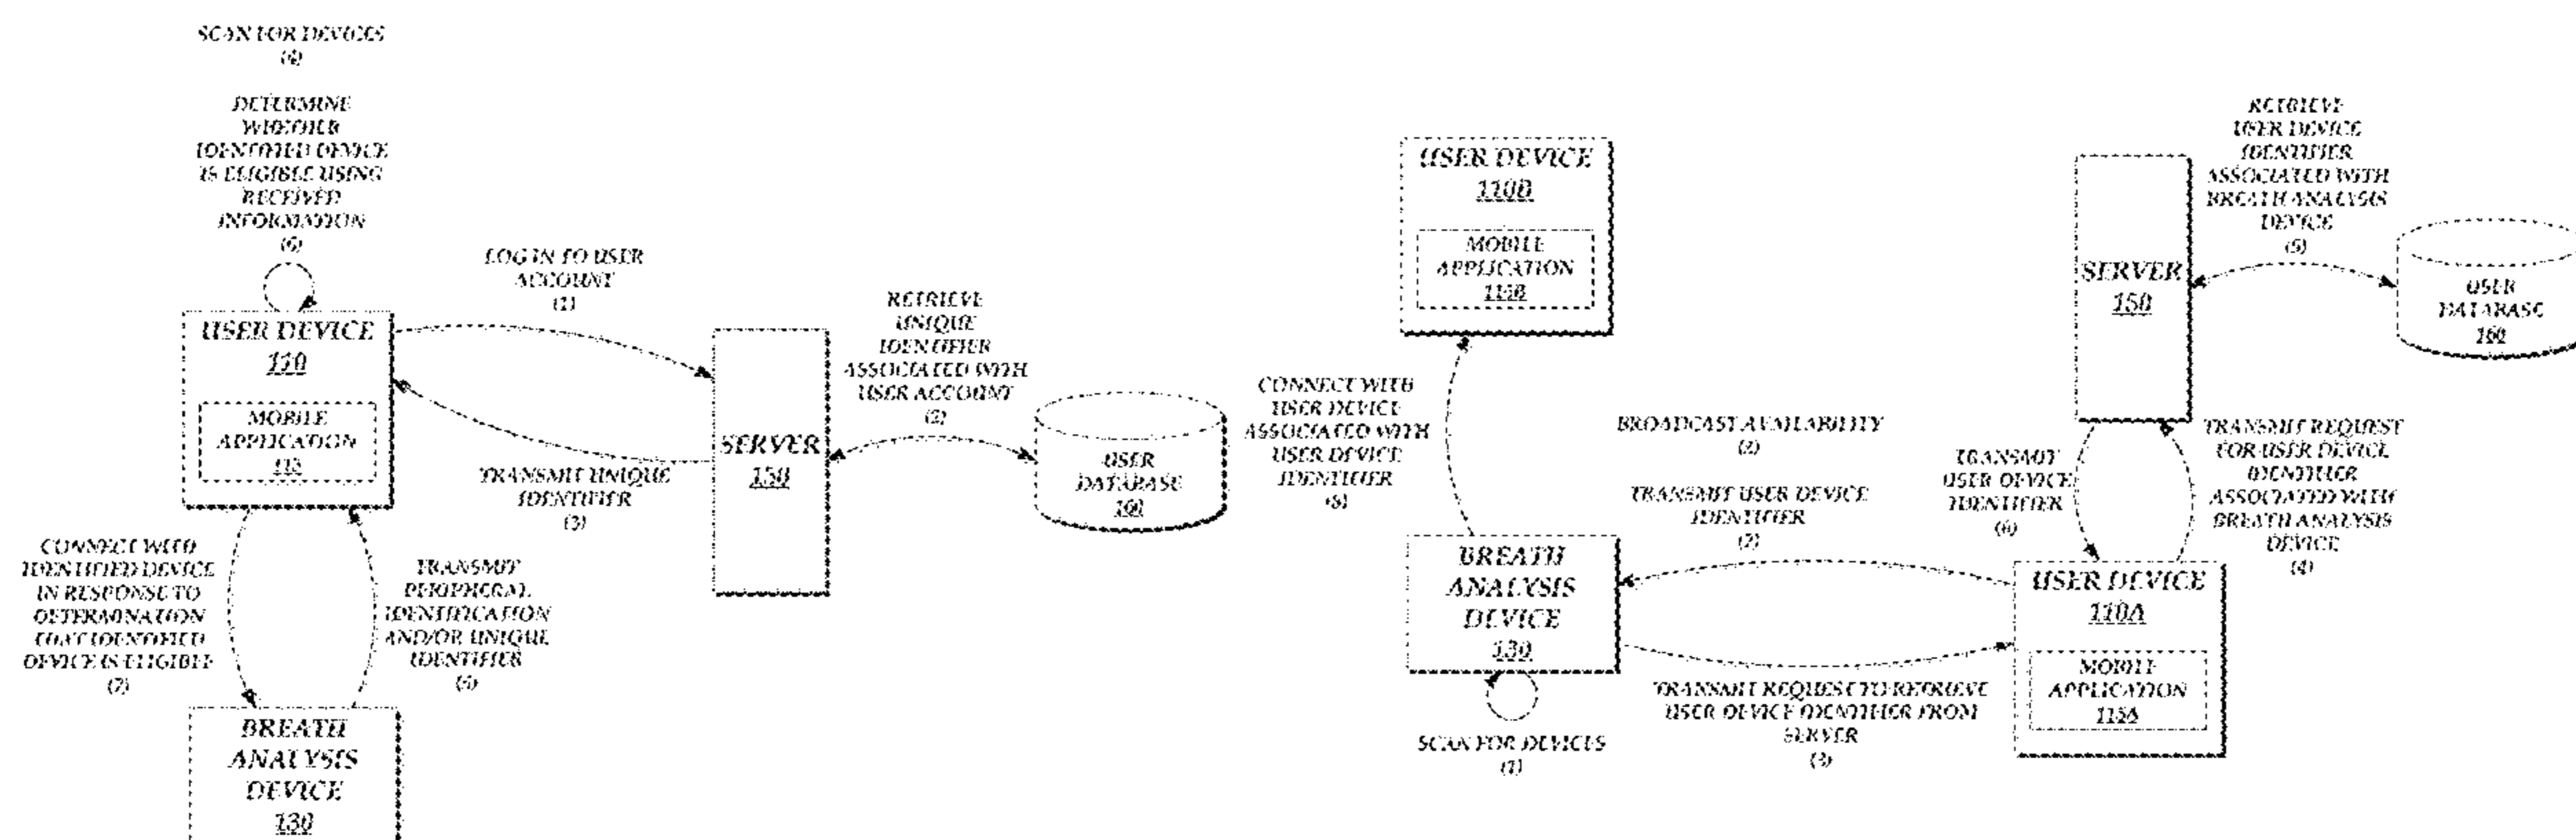 SCAN FOR DEVICES
(4)
DETERMINE
WHETHER
IDENTIFIED DEVICE
IS ELIGIBLE USING
RECEIVED
INFORMATION
(6)
USER DEVICE
110
MOBILE
APPLICATION
115
LOG IN TO USER
ACCOUNT
(1)
TRANSMIT UNIQUE
IDENTIFIER
(3)
SERVER
150
RETRIEVE
UNIQUE
IDENTIFIER
ASSOCIATED WITH
USER ACCOUNT
(2)
USER
DATABASE
160
CONNECT WITH
IDENTIFIED DEVICE
IN RESPONSE TO
DETERMINATION
THAT IDENTIFIED
DEVICE IS ELIGIBLE
(7)
TRANSMIT
PERIPHERAL
IDENTIFICATION
AND/OR UNIQUE
IDENTIFIER
(5)
BREATH
ANALYSIS
DEVICE
130
USER DEVICE
110B
MOBILE
APPLICATION
115B
CONNECT WITH
USER DEVICE
ASSOCIATED WITH
USER DEVICE
IDENTIFIER
(8)
BREATH
ANALYSIS
DEVICE
130
SCAN FOR DEVICES
(1)
BROADCAST AVAILABILITY
(2)
TRANSMIT USER DEVICE
IDENTIFIER
(7)
TRANSMIT REQUEST TO RETRIEVE
USER DEVICE IDENTIFIER FROM
SERVER
(3)
SERVER
150
RETRIEVE
USER DEVICE
IDENTIFIER
ASSOCIATED WITH
BREATH ANALYSIS
DEVICE
(5)
USER
DATABASE
160
TRANSMIT
USER DEVICE
IDENTIFIER
(6)
TRANSMIT REQUEST
FOR USER DEVICE
IDENTIFIER
ASSOCIATED WITH
BREATH ANALYSIS
DEVICE
(4)
USER DEVICE
110A
MOBILE
APPLICATION
115A